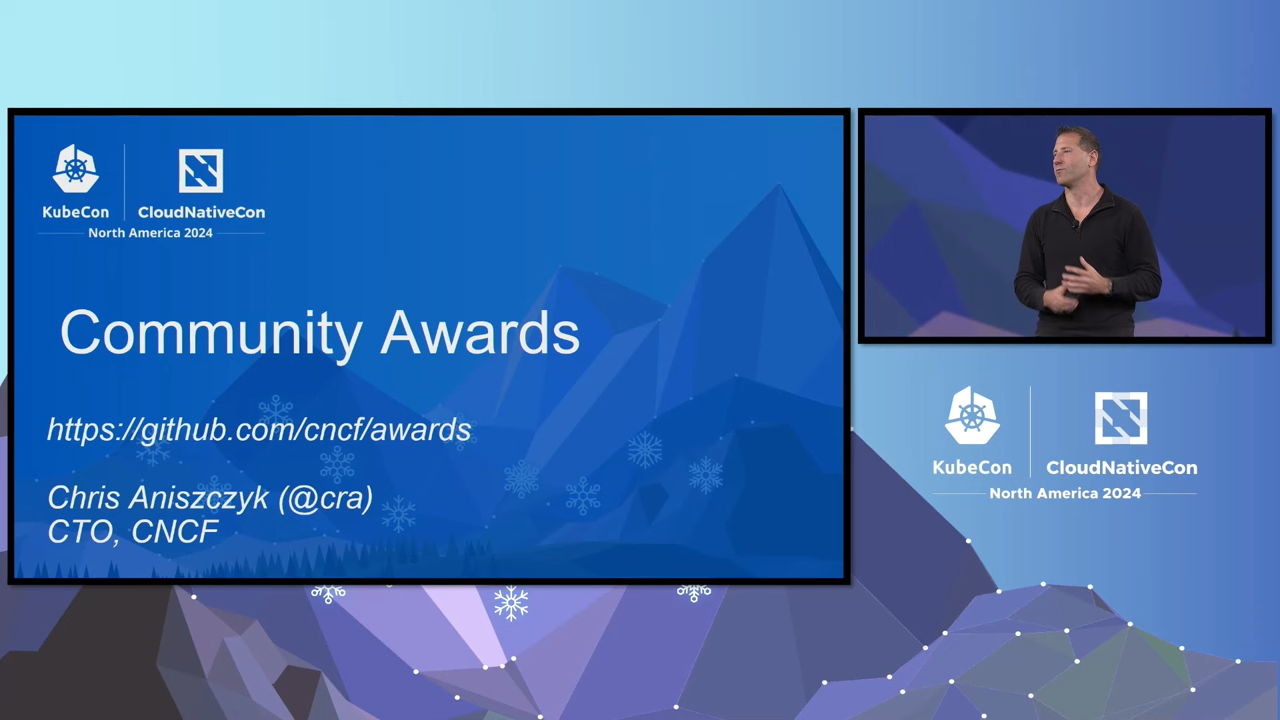 KubeCon
CloudNativeCon
North America 2024
Community Awards
https://github.com/cncf/awards
Chris Aniszczyk (@cra)
CTO, CNCF
KubeCon
CloudNativeCon
North America 2024